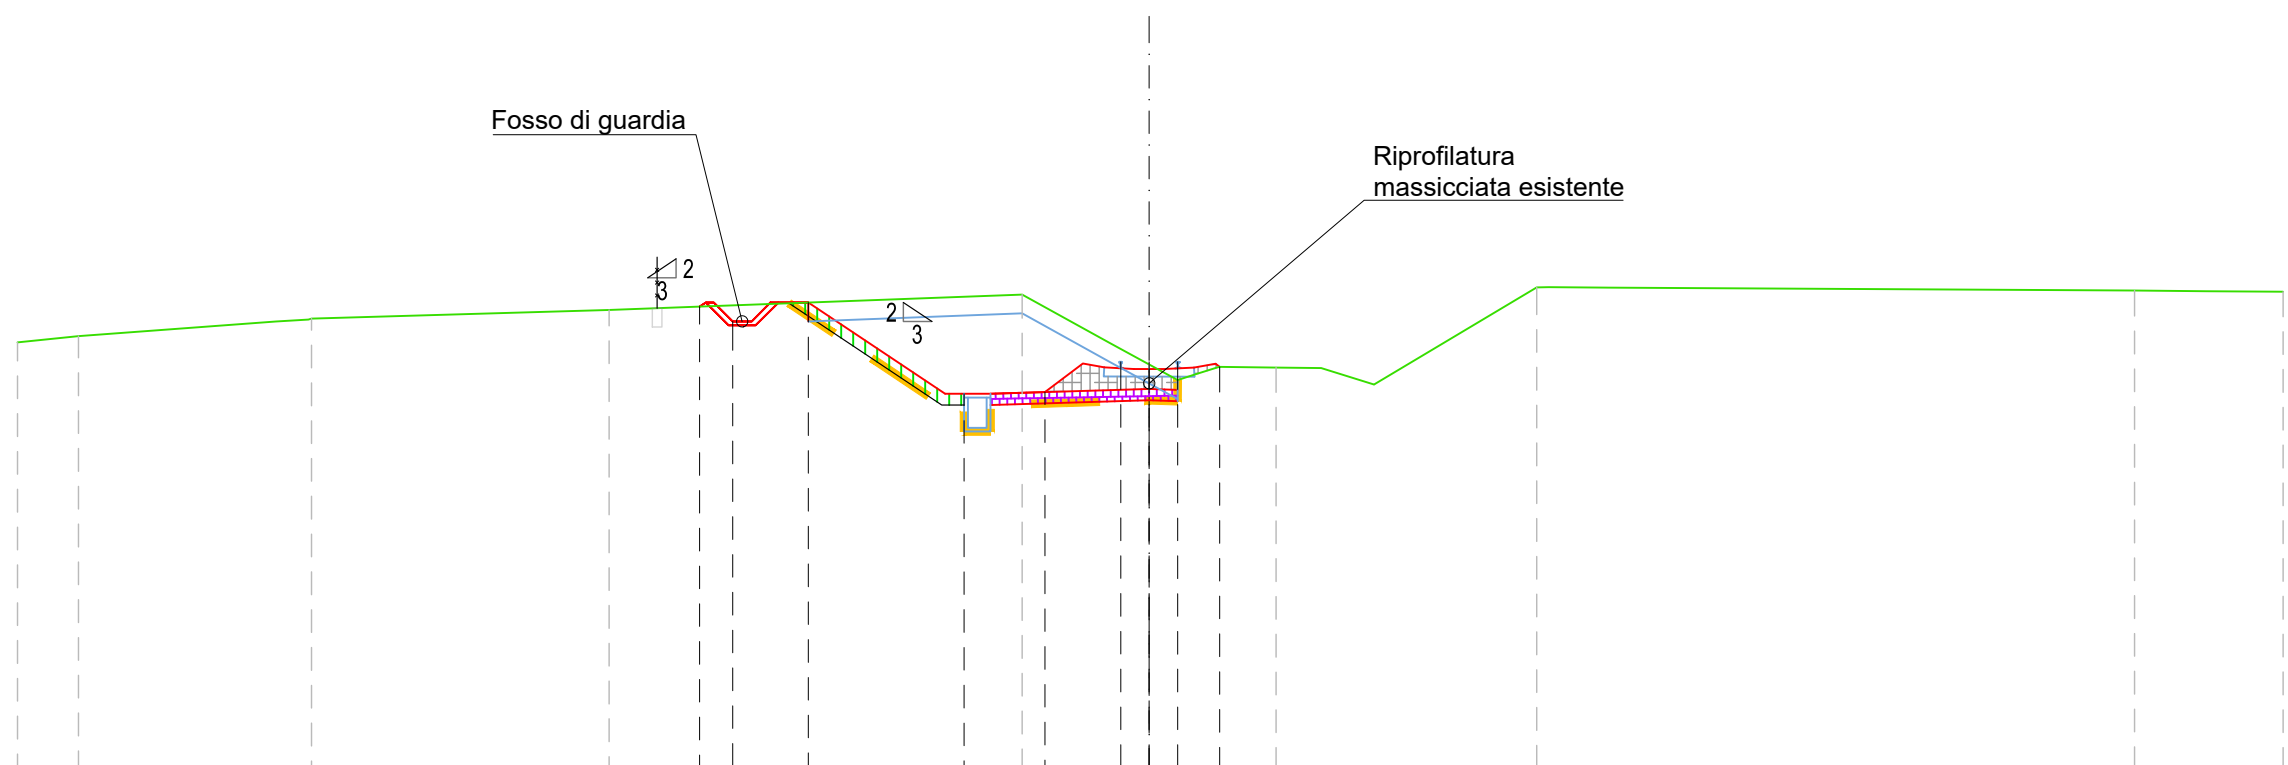 Fosso di guardia
Riprofilatura
massicciata esistente
2
3
2
3